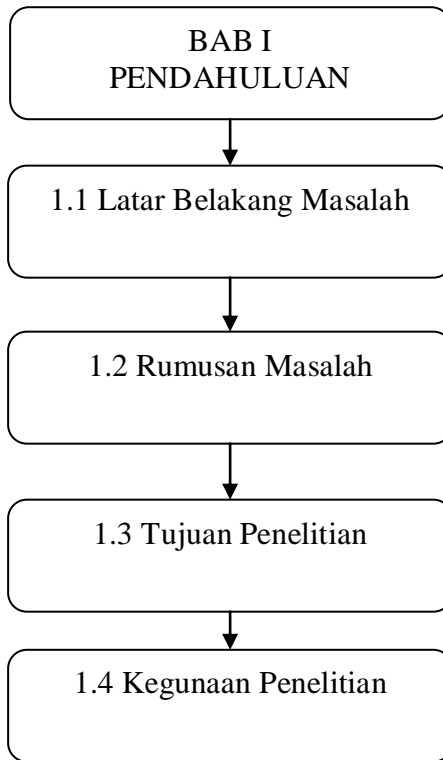 BAB I
PENDAHULUAN
1.1 Latar Belakang Masalah
1.2 Rumusan Masalah
1.3 Tujuan Penelitian
1.4 Kegunaan Penelitian